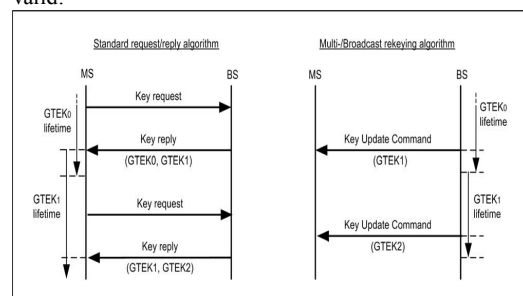 valid.
Standard request/reply algorithm
MS
BS
GTEK0
lifetime
Key request
Key reply
(GTEK0, GTEK1)
GTEK1
lifetime
Key request
Key reply
(GTEK1, GTEK2)
Multi-/Broadcast rekeying algorithm
MS
BS
GTEK0
lifetime
Key Update Command
(GTEK1)
GTEK1
lifetime
Key Update Command
(GTEK2)